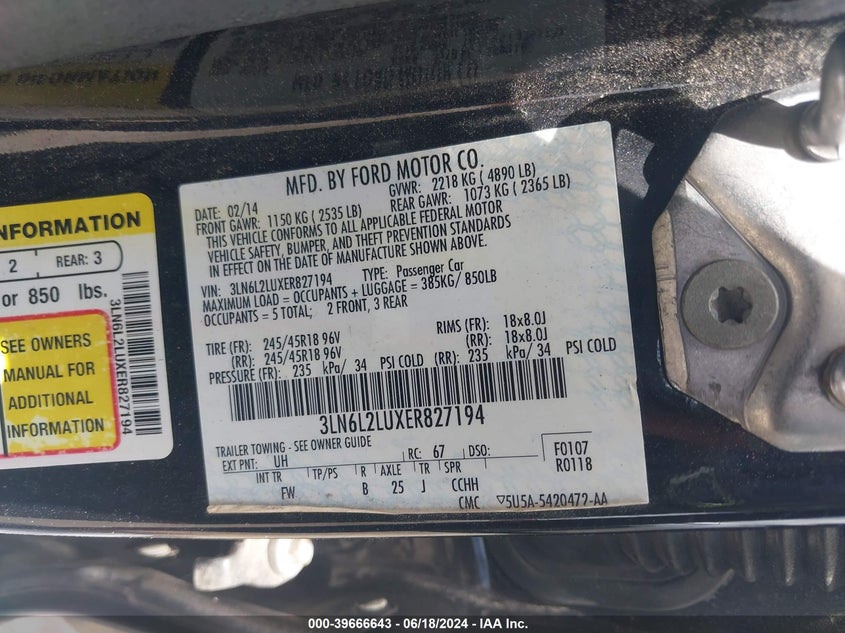 INFORMATION
2 REAR: 3
or 850 lbs.
SEE OWNERS
MANUAL FOR
ADDITIONAL
INFORMATION
3LN6L2LUXER827194
MFD. BY FORD MOTOR CO.
DATE: 02/14 GVWR: 2218 KG ( 4890 LB)
FRONT GAWR: 1150 KG ( 2535 LB) REAR GAWR: 1073 KG ( 2365 LB)
THIS VEHICLE CONFORMS TO ALL APPLICABLE FEDERAL MOTOR
VEHICLE SAFETY, BUMPER, AND THEFT PREVENTION STANDARDS
IN EFFECT ON THE DATE OF MANUFACTURE SHOWN ABOVE.
VIN: 3LN6L2LUXER827194 TYPE: Passenger Car
MAXIMUM LOAD = OCCUPANTS + LUGGAGE = 385KG/ 850LB
OCCUPANTS = 5 TOTAL; 2 FRONT, 3 REAR
TIRE (FR): 245/45R18 96V RIMS (FR): 18x8.0J
(RR): 245/45R18 96V (RR): 18x8.0J
PRESSURE (FR): 235 kPa/ 34 PSI COLD (RR): 235 kPa/ 34 PSI COLD
3LN6L2LUXER827194
TRAILER TOWING - SEE OWNER GUIDE
EXT PNT: UH RC: 67 DSO: F0107
INT TR TP/PS R AXLE TR SPR R0118
FW B 25 J CCHH
CMC ▽5U5A-5420472-AA
000-39666643 - 06/18/2024 - IAA Inc.